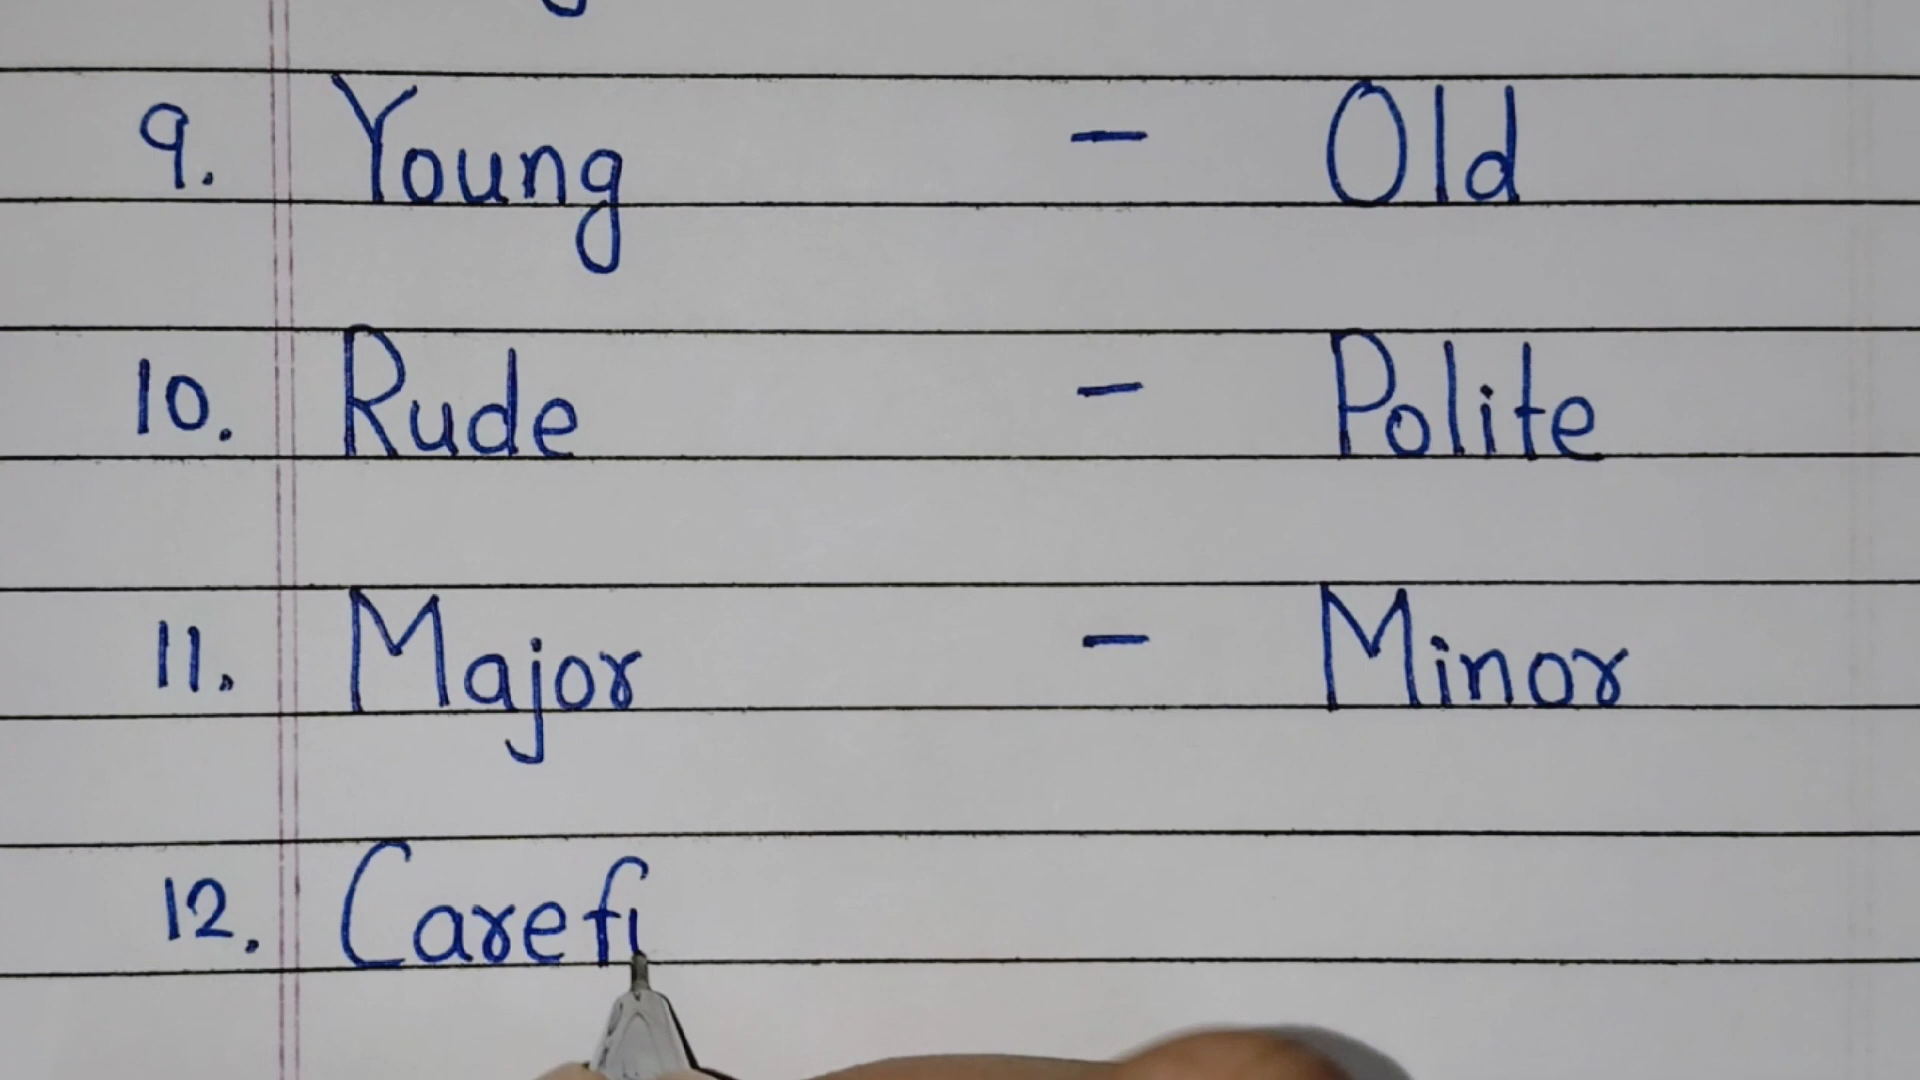 9. Young - Old
10. Rude - Polite
11. Major - Minor
12. Carefi